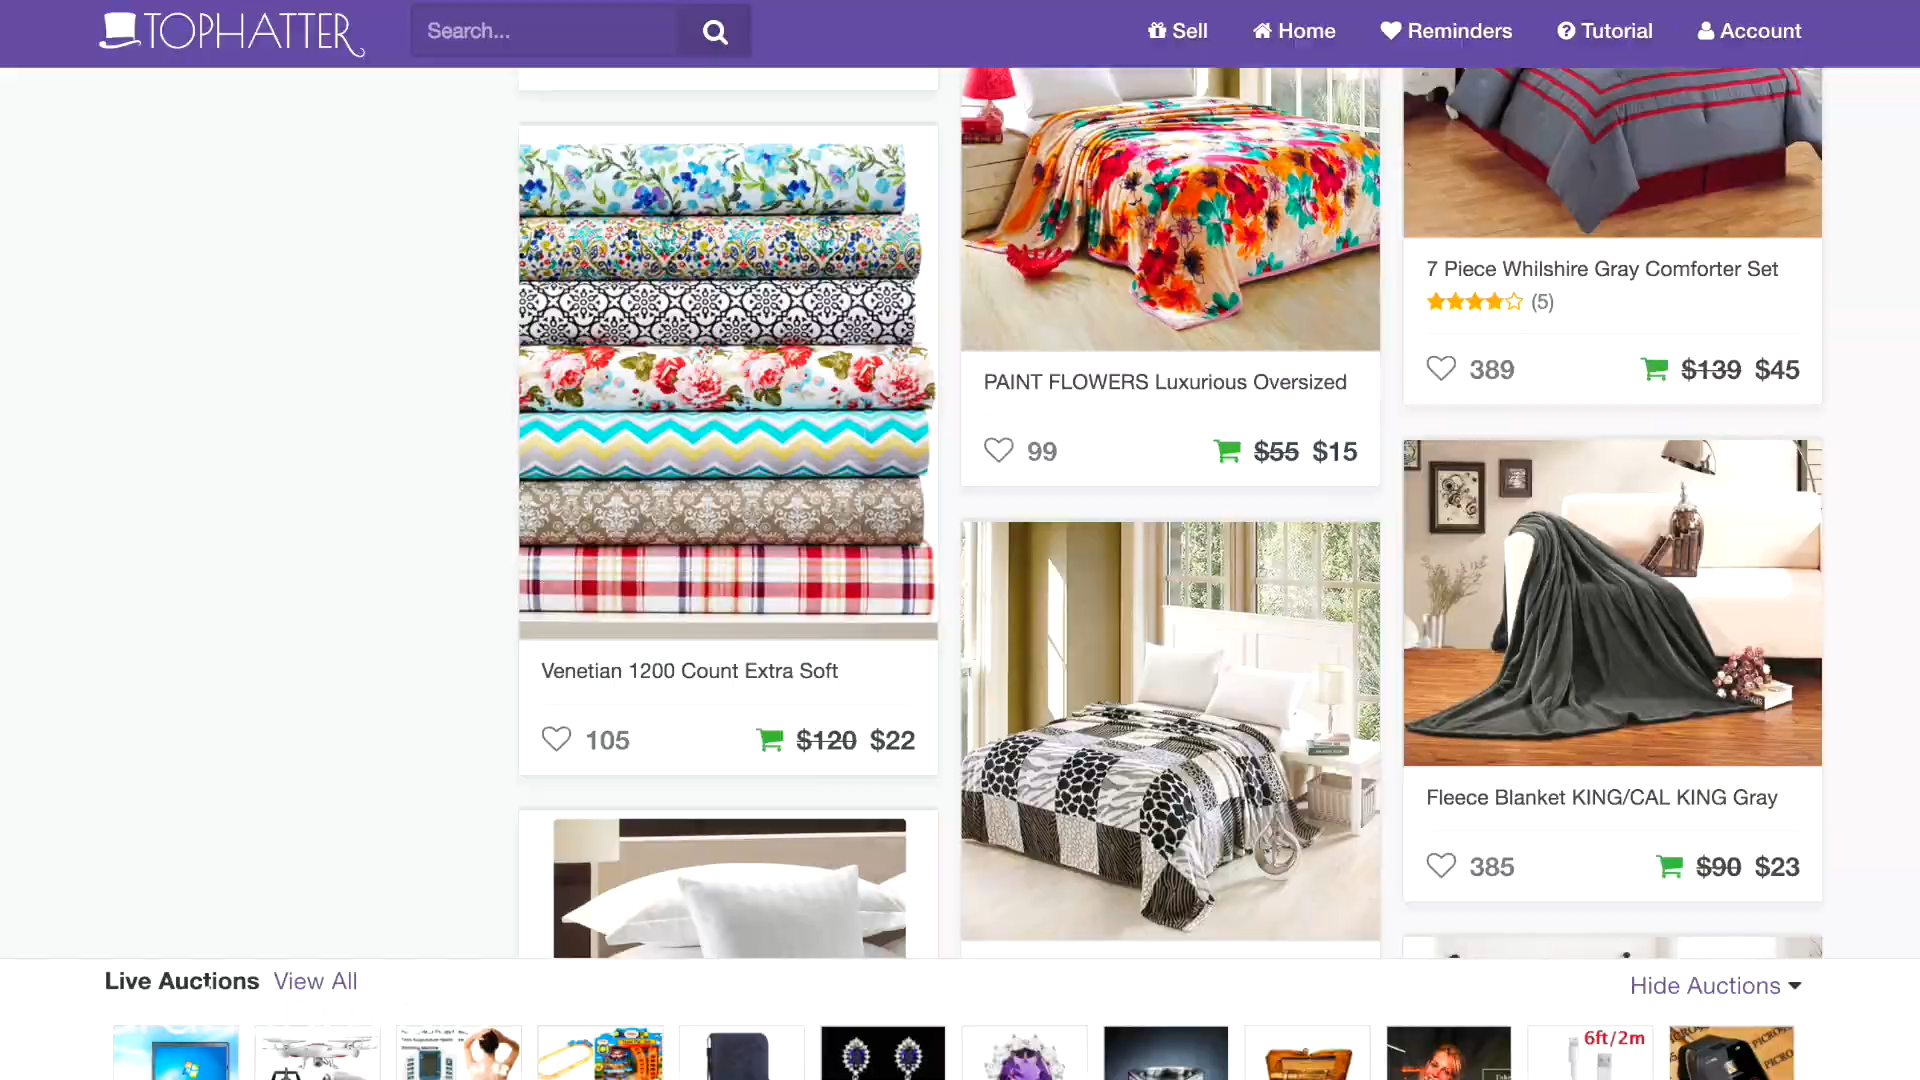 TOPHATTER
Search...
Sell
Home
Reminders
Tutorial
Account
7 Piece Whilshire Gray Comforter Set
(5)
389
$139 $45
PAINT FLOWERS Luxurious Oversized
99
$55 $15
Venetian 1200 Count Extra Soft
105
$120 $22
Fleece Blanket KING/CAL KING Gray
385
$90 $23
Live Auctions View All
Hide Auctions
6ft/2m